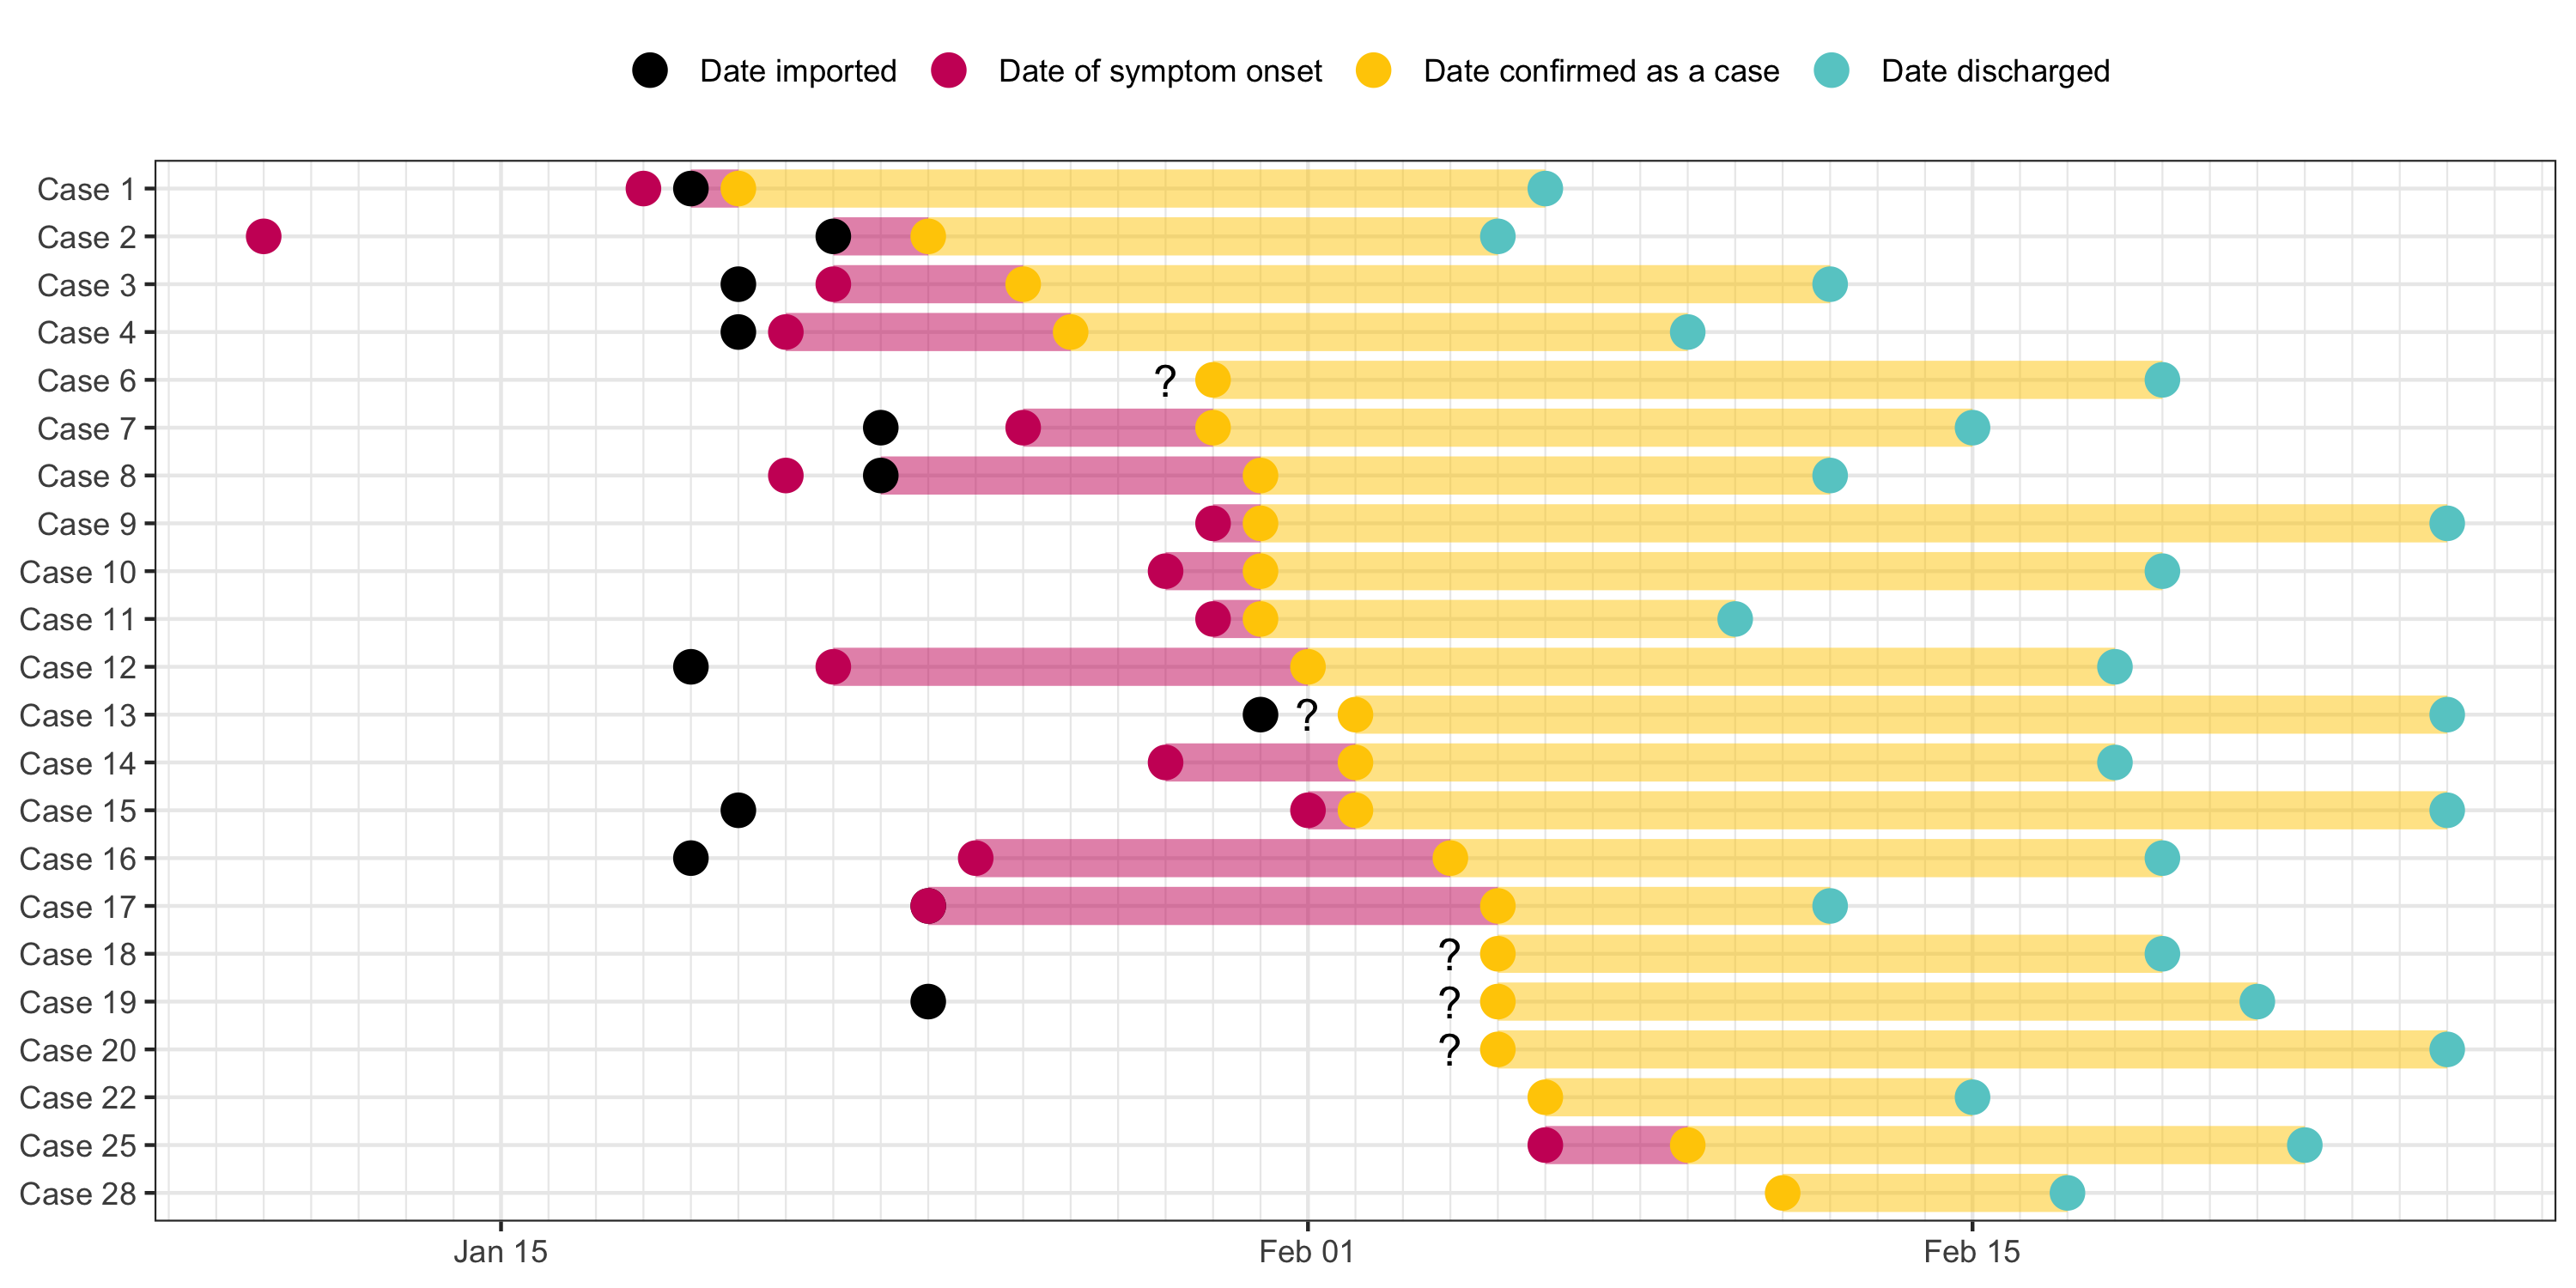 Date imported Date of symptom onset Date confirmed as a case Date discharged
Case 1
Case 2
Case 3
Case 4
Case 6
?
Case 7
Case 8
Case 9
Case 10
Case 11
Case 12
Case 13
?
Case 14
Case 15
Case 16
Case 17
Case 18
?
Case 19
?
Case 20
?
Case 22
Case 25
Case 28
Jan 15 Feb 01 Feb 15